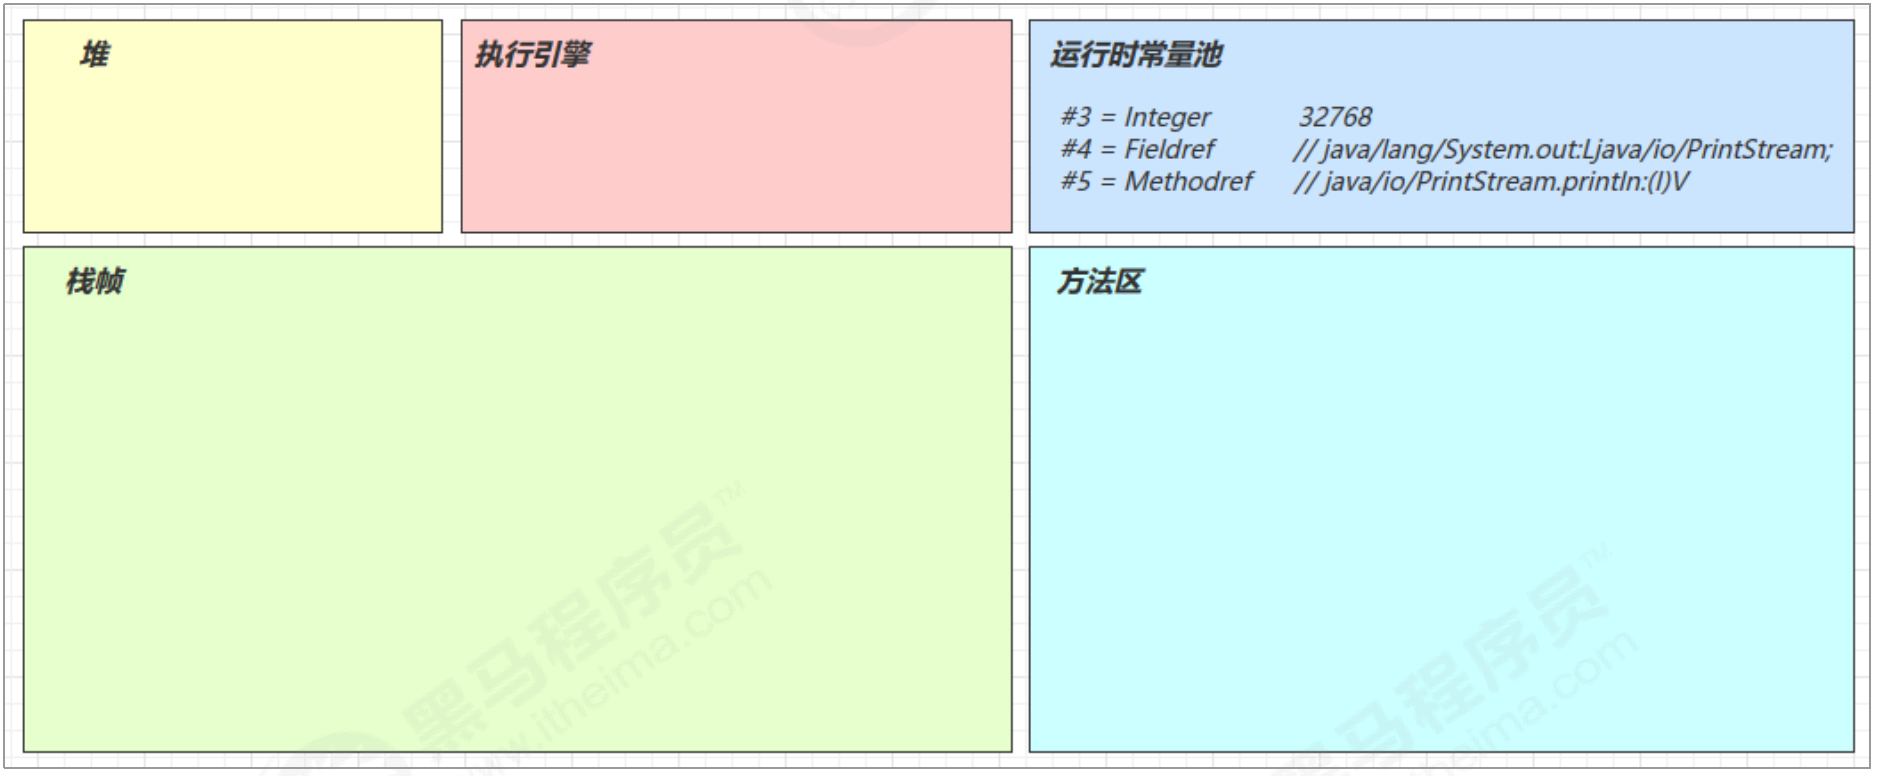 堆
执行引擎
运行时常量池
#3 = Integer 32768
#4 = Fieldref // java/lang/System.out:Ljava/io/PrintStream;
#5 = Methodref // java/io/PrintStream.println:(I)V
栈帧
方法区
黑马程序员™
www.itheima.com
黑马程序员™
itheima.com